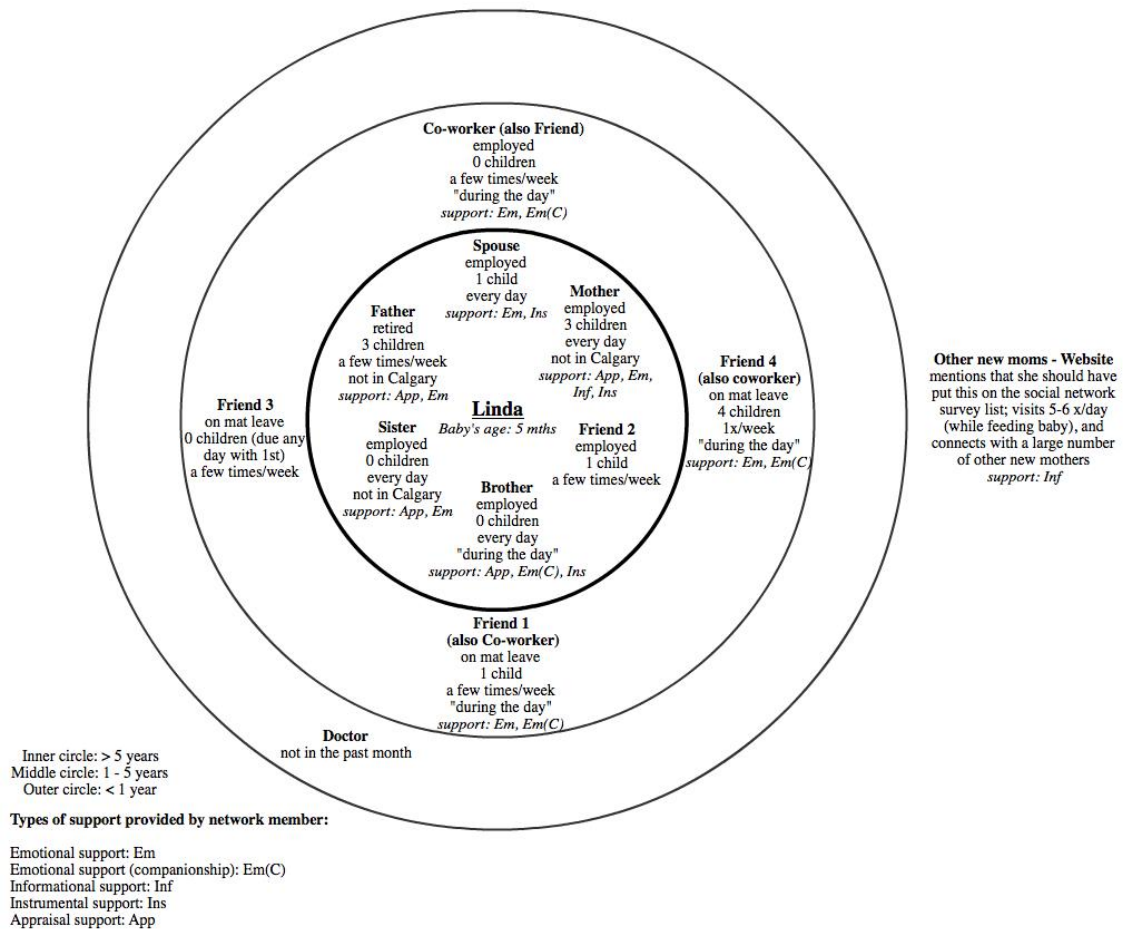 Co-worker (also Friend)
employed
0 children
a few times/week
"during the day"
support: Em, Em(C)
Spouse
employed
1 child
every day
support: Em, Ins
Mother
employed
3 children
every day
not in Calgary
support: App, Em,
Inf, Ins
Father
retired
3 children
a few times/week
not in Calgary
support: App, Em
Friend 4
(also coworker)
on mat leave
4 children
1x/week
"during the day"
support: Em, Em(C)
Other new moms - Website
mentions that she should have
put this on the social network
survey list; visits 5-6 x/day
(while feeding baby), and
connects with a large number
of other new mothers
support: Inf
Friend 3
on mat leave
0 children (due any
day with 1st)
a few times/week
Linda
Baby's age: 5 mths
Sister
employed
0 children
every day
not in Calgary
support: App, Em
Friend 2
employed
1 child
a few times/week
Brother
employed
0 children
every day
"during the day"
support: App, Em(C), Ins
Friend 1
(also Co-worker)
on mat leave
1 child
a few times/week
"during the day"
support: Em, Em(C)
Doctor
not in the past month
Inner circle: > 5 years
Middle circle: 1 - 5 years
Outer circle: < 1 year
Types of support provided by network member:
Emotional support: Em
Emotional support (companionship): Em(C)
Informational support: Inf
Instrumental support: Ins
Appraisal support: App